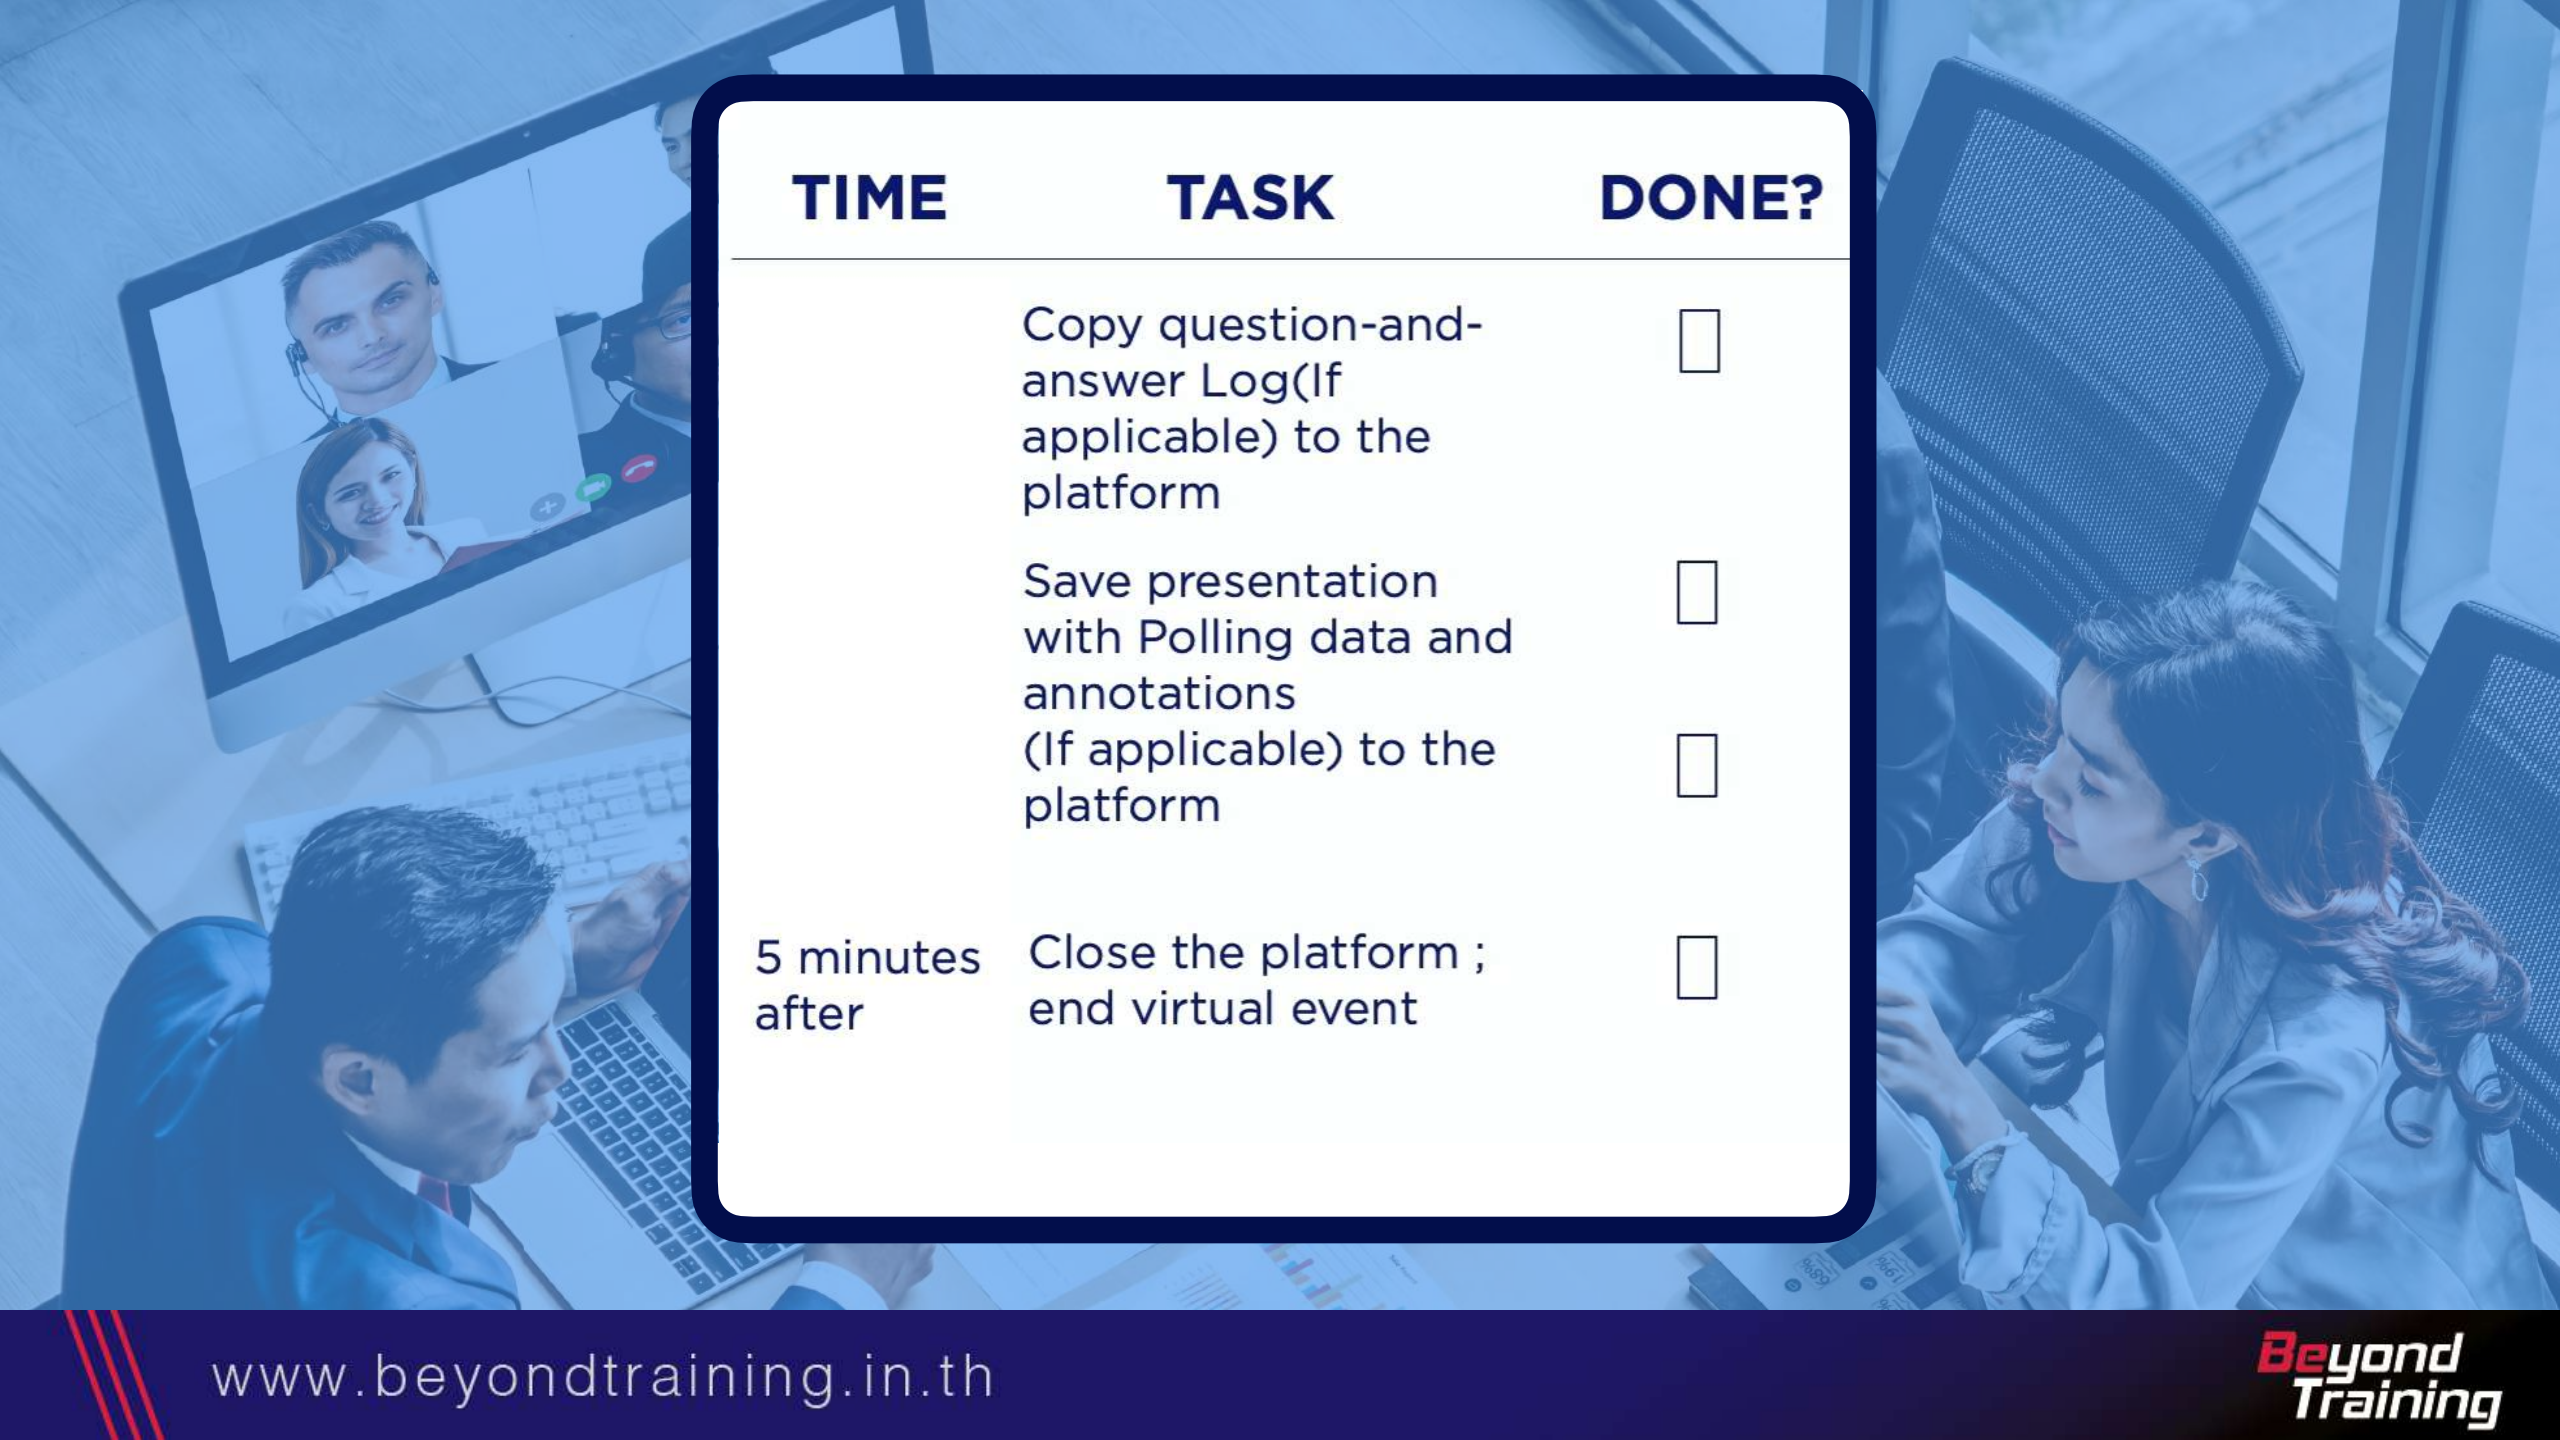 TIME TASK DONE?
Copy question-and-
answer Log(If
applicable) to the
platform
Save presentation
with Polling data and
annotations
(If applicable) to the
platform
5 minutes
after
Close the platform ;
end virtual event
www.beyondtraining.in.th
Beyond
Training